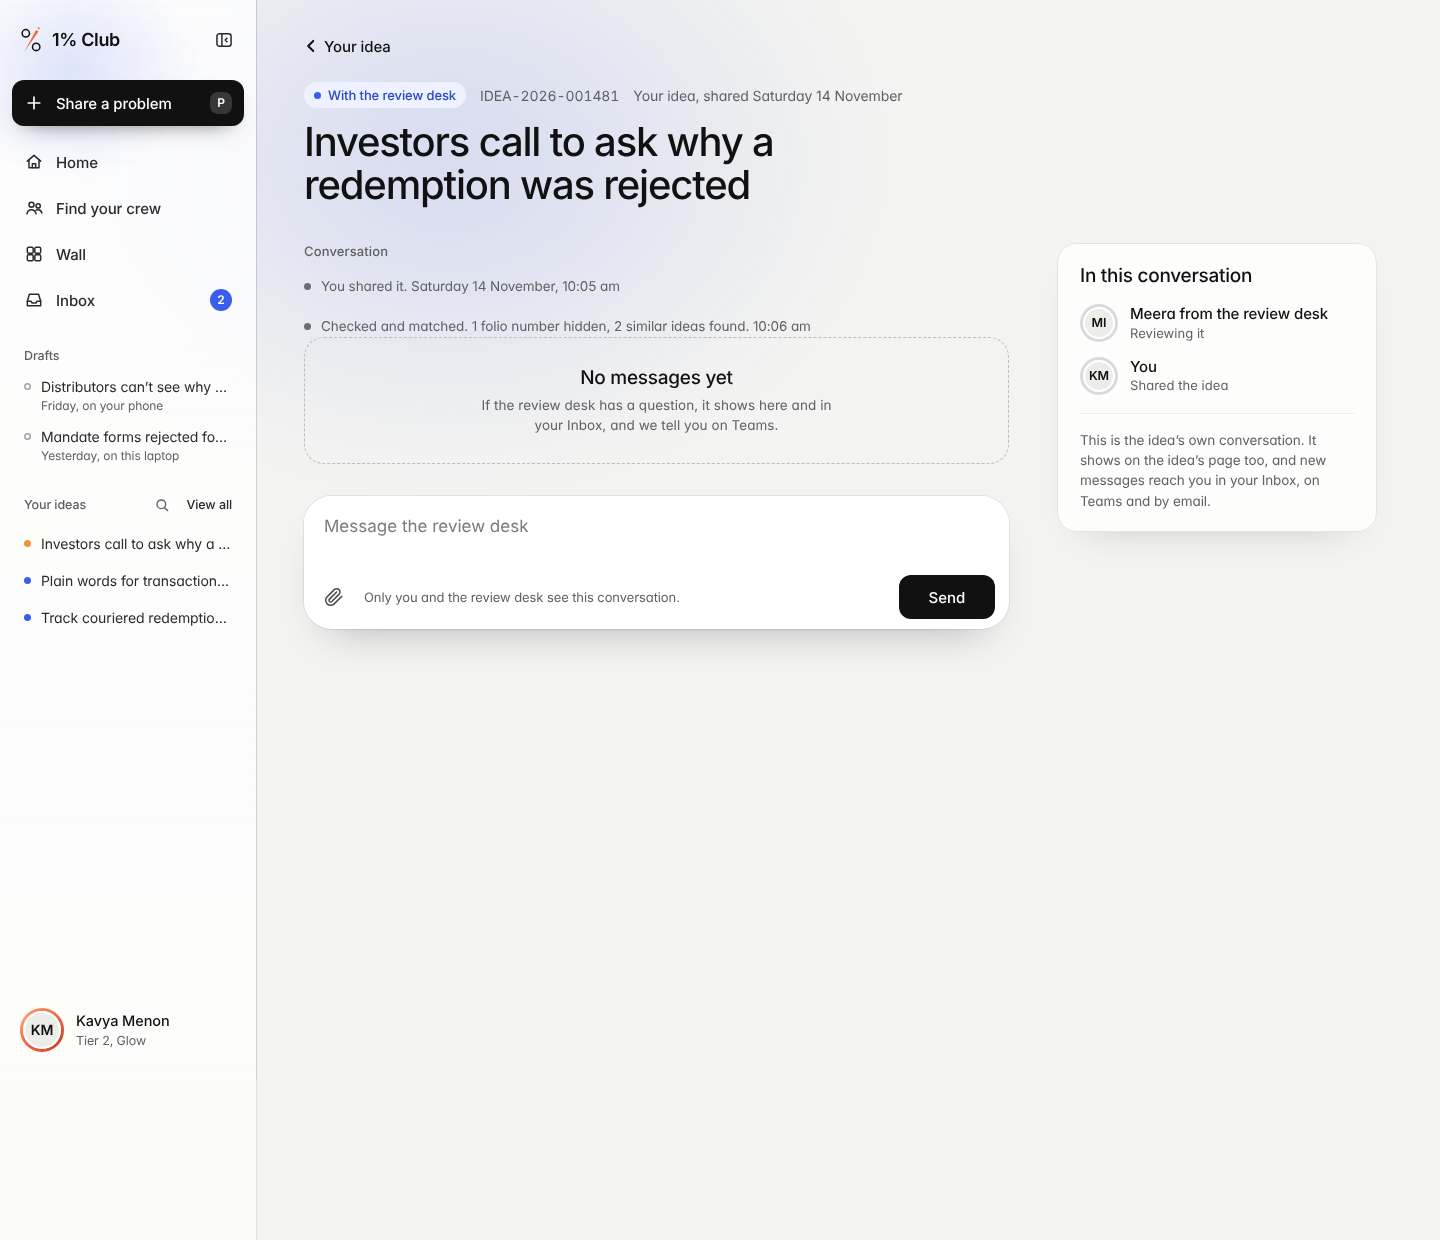 1% Club
Share a problem P
Home
Find your crew
Wall
Inbox 2
Drafts
Distributors can’t see why ...
Friday, on your phone
Mandate forms rejected fo...
Yesterday, on this laptop
Your ideas View all
Investors call to ask why a ...
Plain words for transaction...
Track couriered redemptio...
KM
Kavya Menon
Tier 2, Glow
Your idea
With the review desk IDEA-2026-001481 Your idea, shared Saturday 14 November
Investors call to ask why a
redemption was rejected
Conversation
You shared it. Saturday 14 November, 10:05 am
Checked and matched. 1 folio number hidden, 2 similar ideas found. 10:06 am
No messages yet
If the review desk has a question, it shows here and in
your Inbox, and we tell you on Teams.
Message the review desk
Only you and the review desk see this conversation.
Send
In this conversation
MI
Meera from the review desk
Reviewing it
KM
You
Shared the idea
This is the idea’s own conversation. It
shows on the idea’s page too, and new
messages reach you in your Inbox, on
Teams and by email.